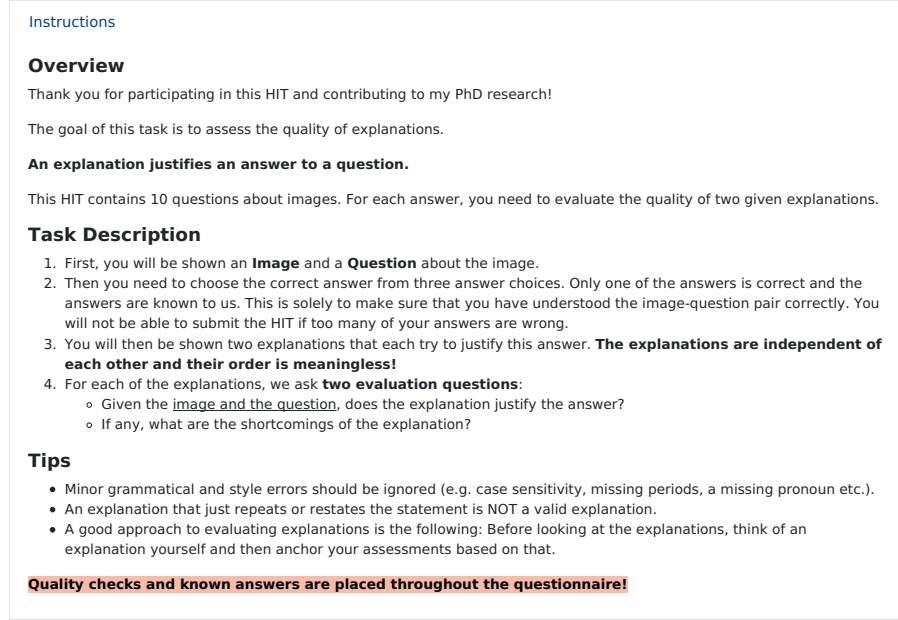 Instructions
Overview
Thank you for participating in this HIT and contributing to my PhD research!
The goal of this task is to assess the quality of explanations.
An explanation justifies an answer to a question.
This HIT contains 10 questions about images. For each answer, you need to evaluate the quality of two given explanations.
Task Description
1. First, you will be shown an Image and a Question about the image.
2. Then you need to choose the correct answer from three answer choices. Only one of the answers is correct and the
answers are known to us. This is solely to make sure that you have understood the image-question pair correctly. You
will not be able to submit the HIT if too many of your answers are wrong.
3. You will then be shown two explanations that each try to justify this answer. The explanations are independent of
each other and their order is meaningless!
4. For each of the explanations, we ask two evaluation questions:
◦ Given the image and the question, does the explanation justify the answer?
◦ If any, what are the shortcomings of the explanation?
Tips
• Minor grammatical and style errors should be ignored (e.g. case sensitivity, missing periods, a missing pronoun etc.).
• An explanation that just repeats or restates the statement is NOT a valid explanation.
• A good approach to evaluating explanations is the following: Before looking at the explanations, think of an
explanation yourself and then anchor your assessments based on that.
Quality checks and known answers are placed throughout the questionnaire!